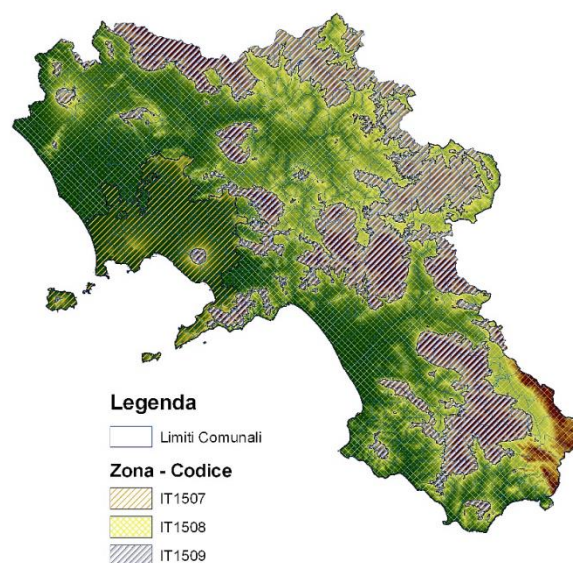 Legenda
Limiti Comunali
Zona - Codice
IT1507
IT1508
IT1509